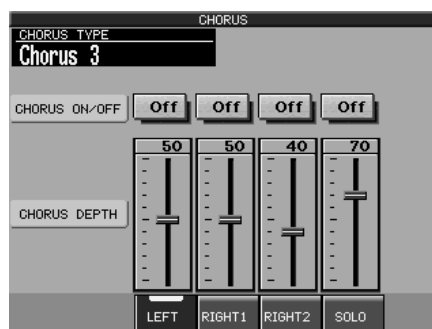 CHORUS
CHORUS TYPE
Chorus 3
CHORUS ON/OFF Off Off Off Off
50 50 40 70
CHORUS DEPTH
LEFT RIGHT1 RIGHT2 SOLO